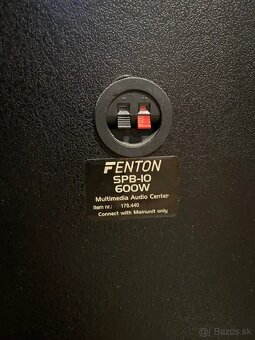 FENTON
SPB-10
600W
Multimedia Audio Center
Item nr.: 178.440
Connect with Mainunit only
© Bazos.sk